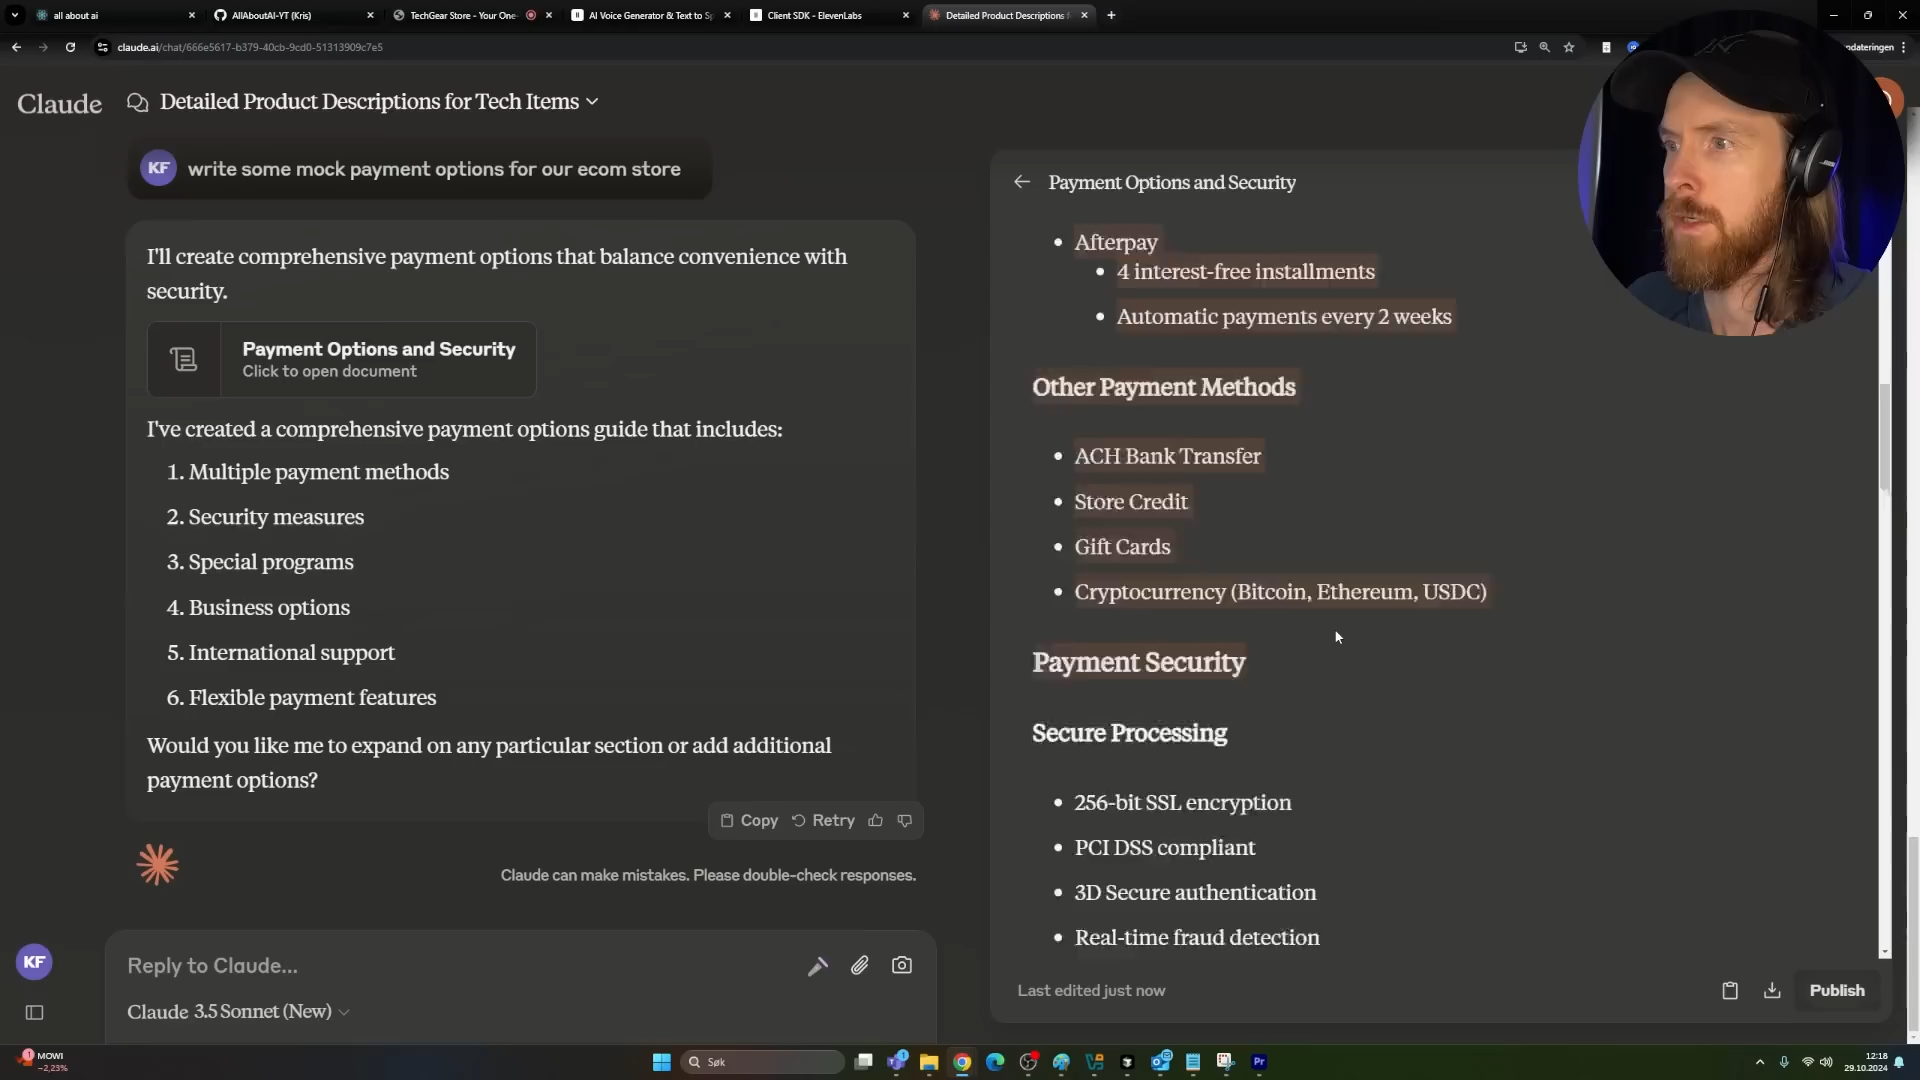 all about ai
AllAboutAI-YT (Kris)
TechGear Store - Your One-
AI Voice Generator & Text to Sp
Client SDK - ElevenLabs
Detailed Product Descriptions f
claude.ai/chat/666e5617-b379-40cb-9cd0-51313909c7e5
dateringen
Claude
Detailed Product Descriptions for Tech Items
KF
write some mock payment options for our ecom store
I'll create comprehensive payment options that balance convenience with
security.
Payment Options and Security
Click to open document
I've created a comprehensive payment options guide that includes:
1. Multiple payment methods
2. Security measures
3. Special programs
4. Business options
5. International support
6. Flexible payment features
Would you like me to expand on any particular section or add additional
payment options?
Copy
Retry
Claude can make mistakes. Please double-check responses.
KF
Reply to Claude...
Claude 3.5 Sonnet (New)
Payment Options and Security
Afterpay
4 interest-free installments
Automatic payments every 2 weeks
Other Payment Methods
ACH Bank Transfer
Store Credit
Gift Cards
Cryptocurrency (Bitcoin, Ethereum, USDC)
Payment Security
Secure Processing
256-bit SSL encryption
PCI DSS compliant
3D Secure authentication
Real-time fraud detection
Last edited just now
Publish
1
MOWI
-2,23%
Søk
1
Pr
12:18
29.10.2024